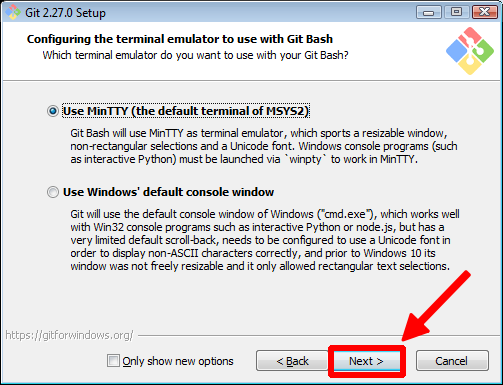 Git 2.27.0 Setup
Configuring the terminal emulator to use with Git Bash
Which terminal emulator do you want to use with your Git Bash?
Use MinTTY (the default terminal of MSYS2)
Git Bash will use MinTTY as terminal emulator, which sports a resizable window,
non-rectangular selections and a Unicode font. Windows console programs (such
as interactive Python) must be launched via `winpty` to work in MinTTY.
Use Windows' default console window
Git will use the default console window of Windows ("cmd.exe"), which works well
with Win32 console programs such as interactive Python or node.js, but has a
very limited default scroll-back, needs to be configured to use a Unicode font in
order to display non-ASCII characters correctly, and prior to Windows 10 its
window was not freely resizable and it only allowed rectangular text selections.
https://gitforwindows.org/
Only show new options
< Back
Next >
Cancel